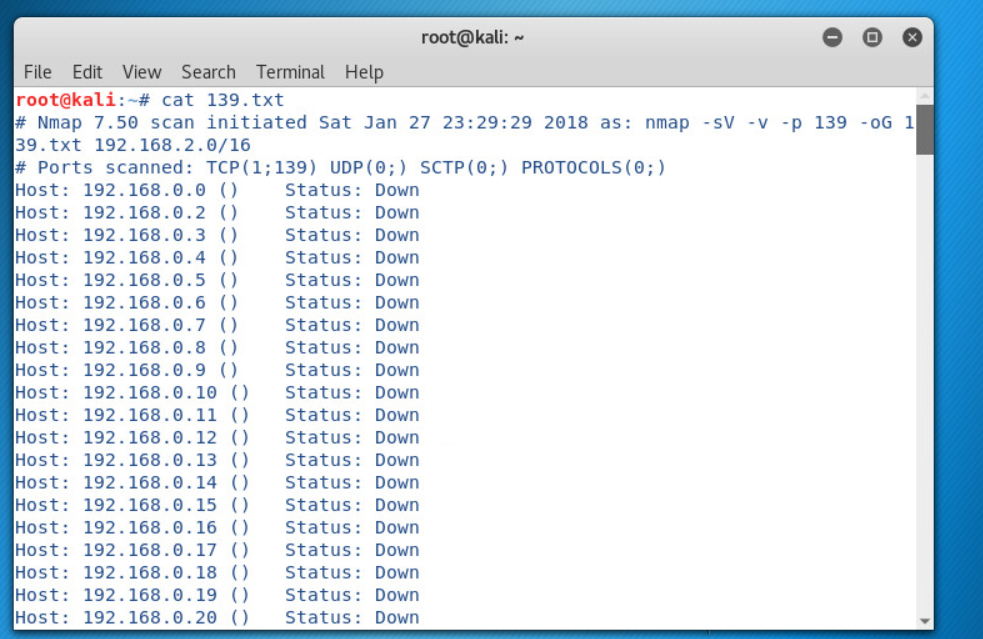 root@kali: ~
File Edit View Search Terminal Help
root@kali:~# cat 139.txt
# Nmap 7.50 scan initiated Sat Jan 27 23:29:29 2018 as: nmap -sV -v -p 139 -oG 1
39.txt 192.168.2.0/16
# Ports scanned: TCP(1;139) UDP(0;) SCTP(0;) PROTOCOLS(0;)
Host: 192.168.0.0 () Status: Down
Host: 192.168.0.2 () Status: Down
Host: 192.168.0.3 () Status: Down
Host: 192.168.0.4 () Status: Down
Host: 192.168.0.5 () Status: Down
Host: 192.168.0.6 () Status: Down
Host: 192.168.0.7 () Status: Down
Host: 192.168.0.8 () Status: Down
Host: 192.168.0.9 () Status: Down
Host: 192.168.0.10 () Status: Down
Host: 192.168.0.11 () Status: Down
Host: 192.168.0.12 () Status: Down
Host: 192.168.0.13 () Status: Down
Host: 192.168.0.14 () Status: Down
Host: 192.168.0.15 () Status: Down
Host: 192.168.0.16 () Status: Down
Host: 192.168.0.17 () Status: Down
Host: 192.168.0.18 () Status: Down
Host: 192.168.0.19 () Status: Down
Host: 192.168.0.20 () Status: Down